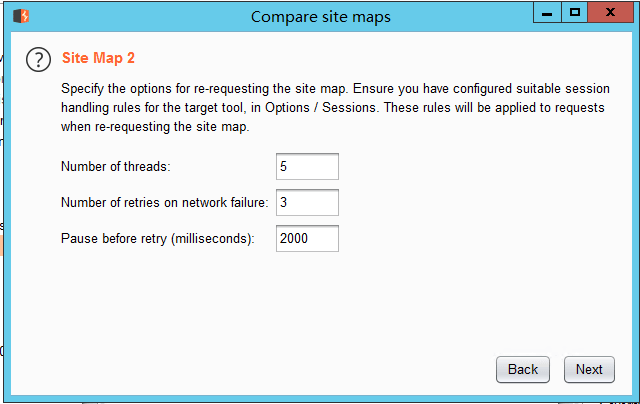 Compare site maps
Site Map 2
Specify the options for re-requesting the site map. Ensure you have configured suitable session
handling rules for the target tool, in Options / Sessions. These rules will be applied to requests
when re-requesting the site map.
Number of threads: 5
Number of retries on network failure: 3
Pause before retry (milliseconds): 2000
Back Next